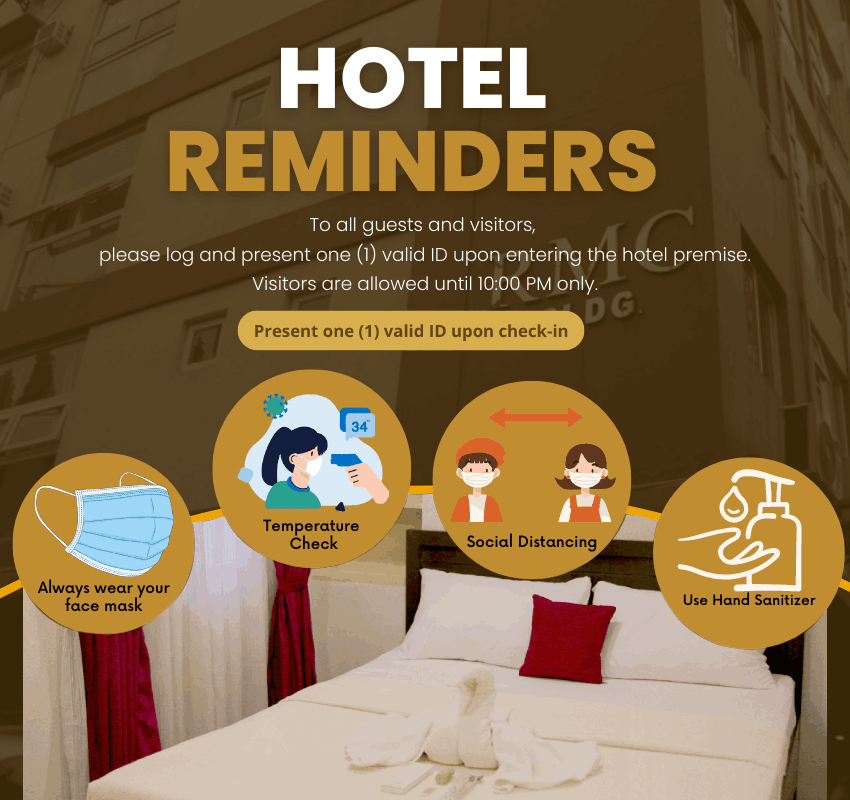 HOTEL
REMINDERS
To all guests and visitors,
please log and present one (1) valid ID upon entering the hotel premise.
Visitors are allowed until 10:00 PM only.
RMC
BLDG.
Present one (1) valid ID upon check-in
34°
Temperature
Check
Social Distancing
Always wear your
face mask
Use Hand Sanitizer